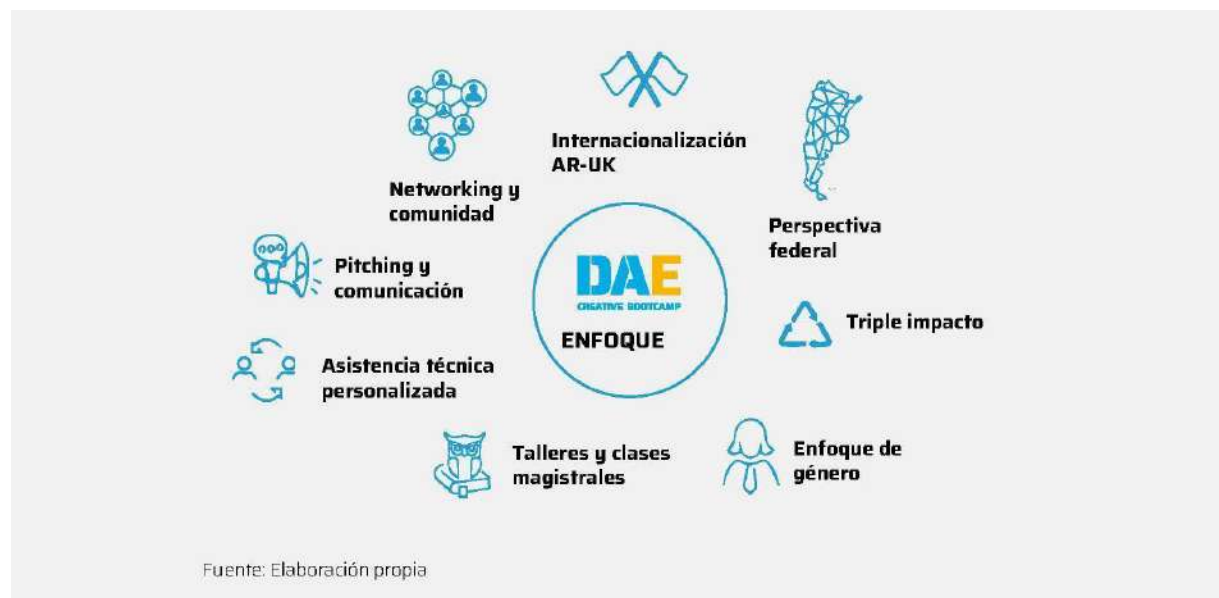 Internacionalización
AR-UK
Networking y
comunidad
Perspectiva
federal
Pitching y
comunicación
DAE
CREATIVE BOOTCAMP
ENFOQUE
Triple impacto
Asistencia técnica
personalizada
Talleres y clases
magistrales
Enfoque de
género
Fuente: Elaboración propia